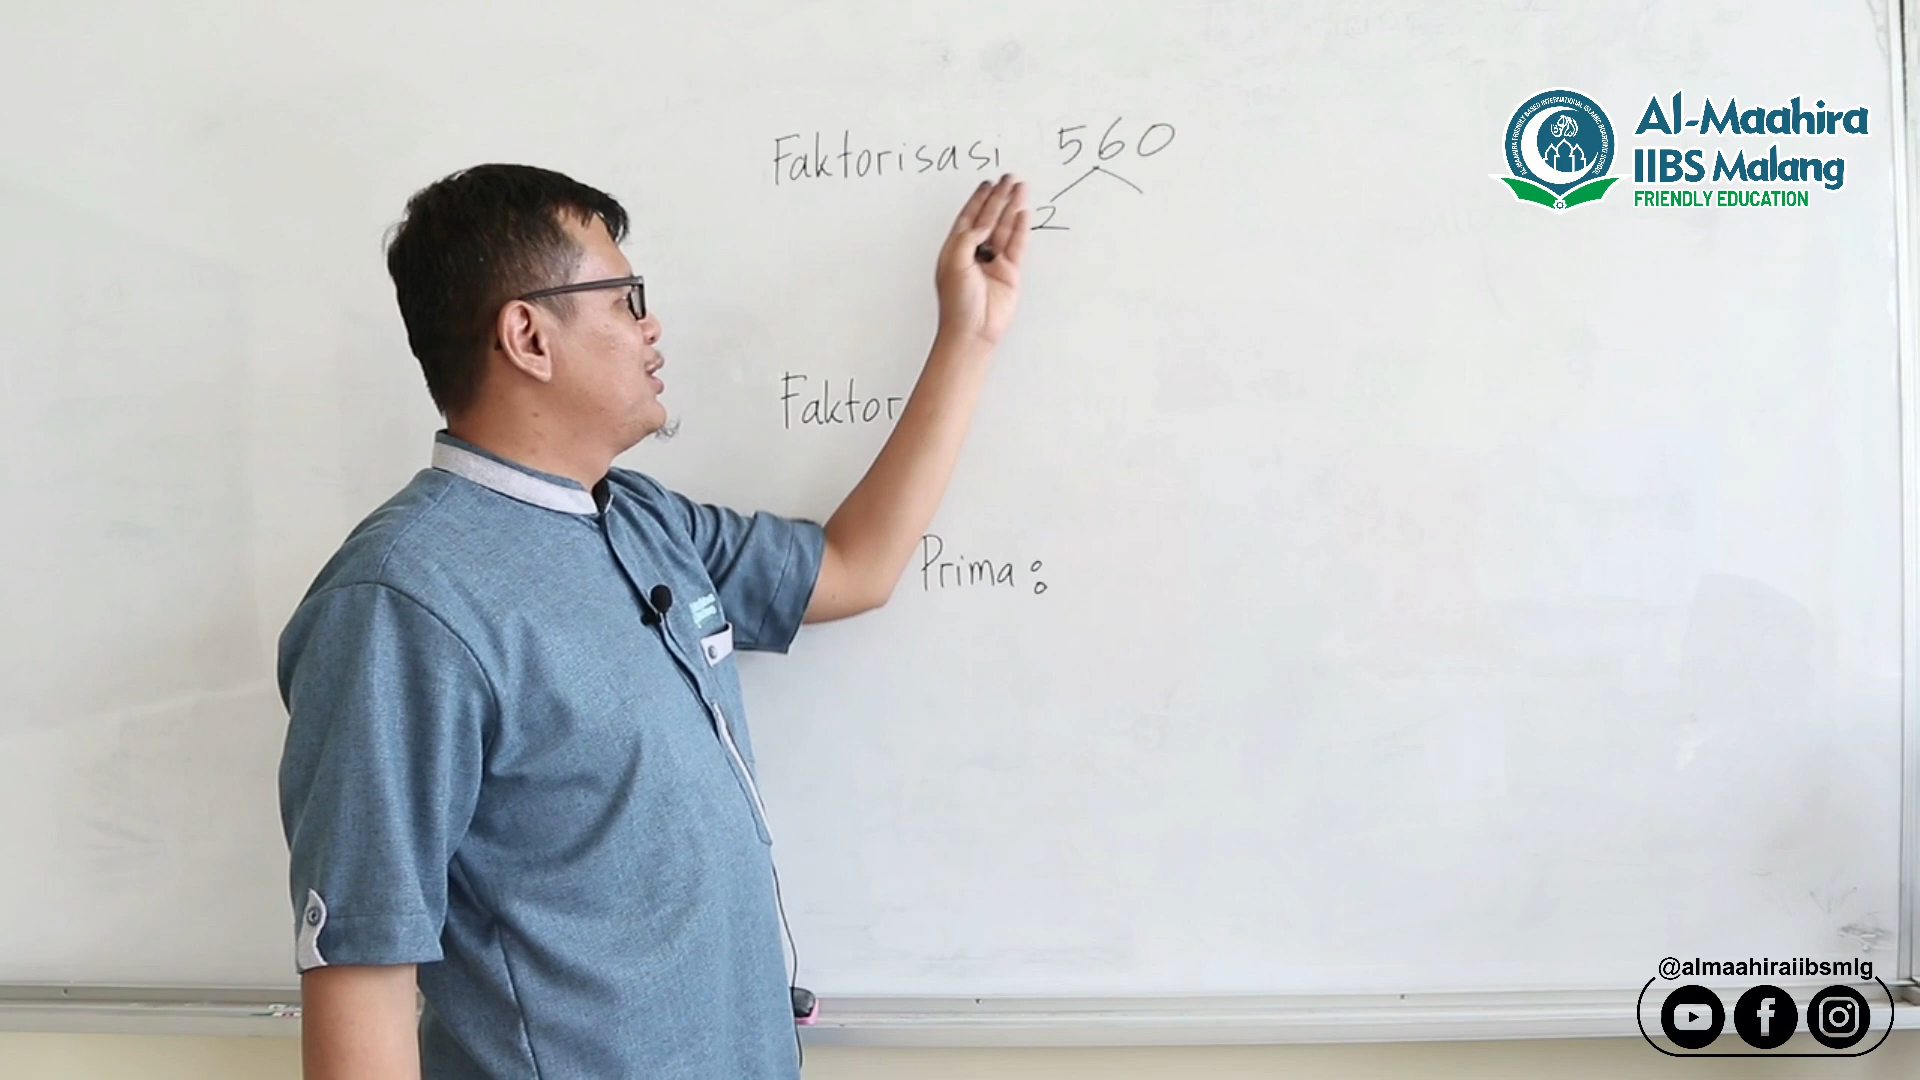 Faktorisasi 560
2
Faktor
Prima :
Al-Maahira
IIBS Malang
FRIENDLY EDUCATION
@almaahiraiibsmlg